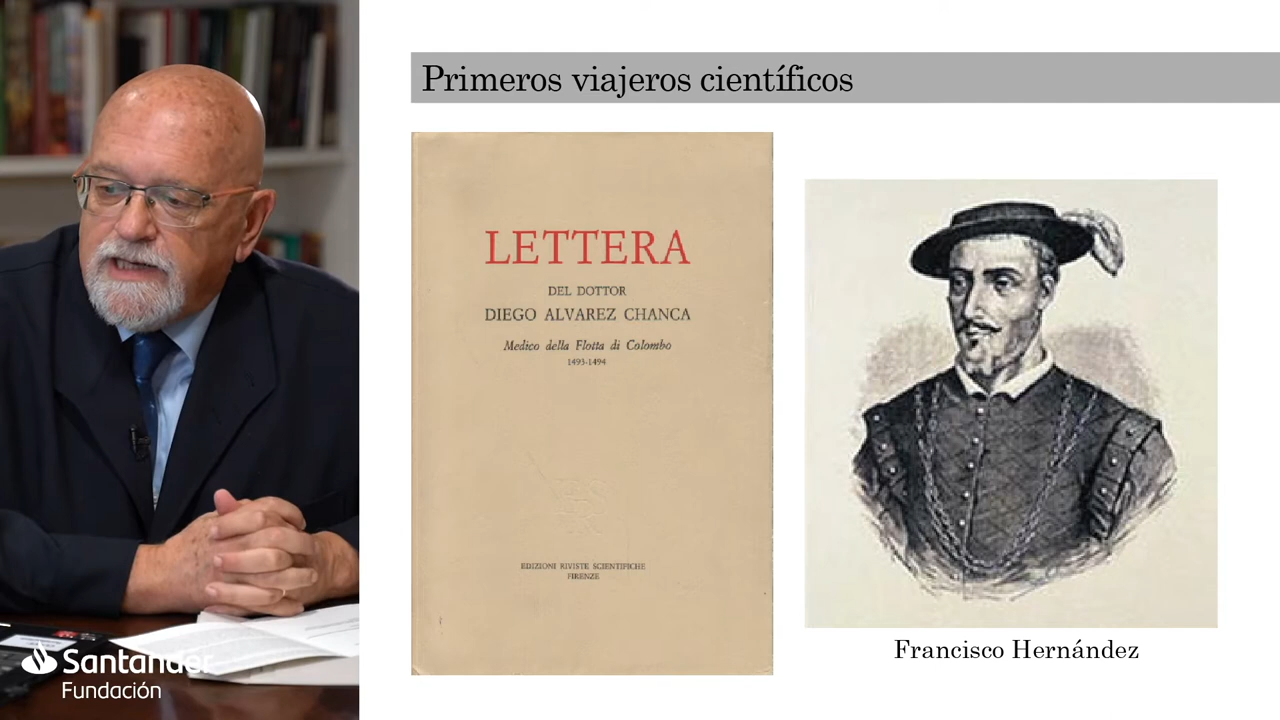 Primeros viajeros científicos
LETTERA
DEL DOTTOR
DIEGO ALVAREZ CHANCA
Medico della Flotta di Colombo
1493-1494
EDIZIONI RIVISTE SCIENTIFICHE
FIRENZE
Francisco Hernández
Santander
Fundación